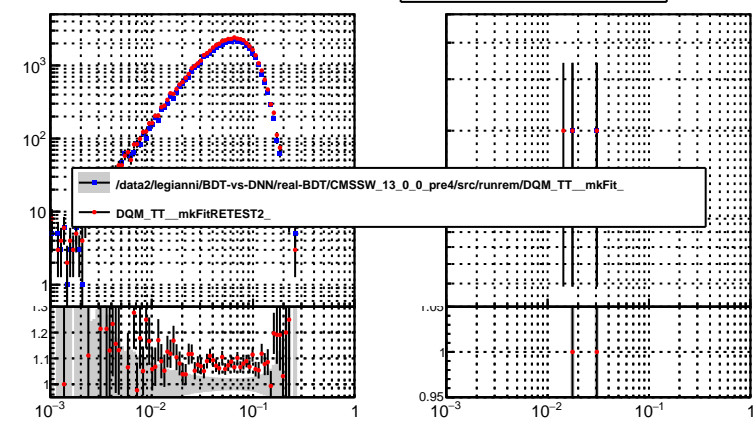 10³
10²
10
1
/data2/legianni/BDT-vs-DNN/real-BDT/CMSSW_13_0_0_pre4/src/runrem/DQM_TT__mkFit_
DQM_TT__mkFitRETEST2_
1.3
1.2
1.1
1
10⁻³ 10⁻² 10⁻¹ 1
1.05
1
0.95
10⁻³ 10⁻² 10⁻¹ 1